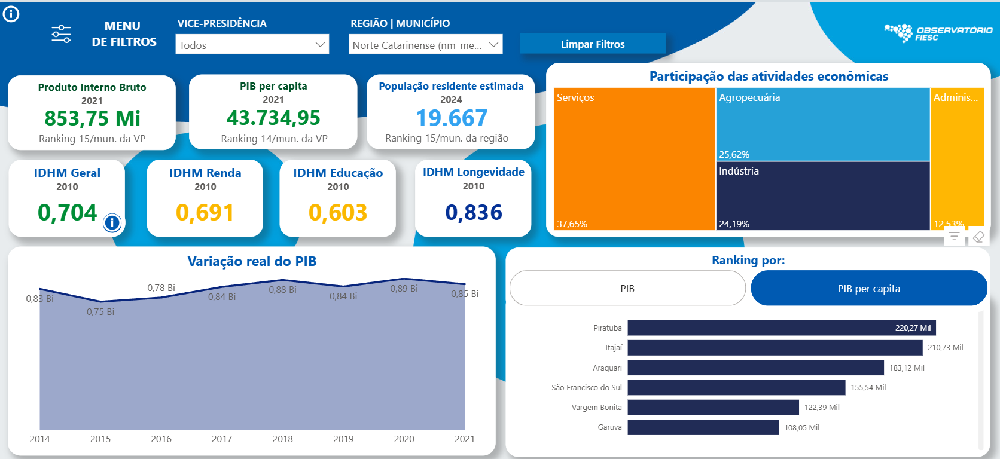 MENU
DE FILTROS
VICE-PRESIDÊNCIA
Todos
REGIÃO | MUNICÍPIO
Norte Catarinense (nm_me...
Limpar Filtros
OBSERVATÓRIO
FIESC
Produto Interno Bruto
2021
853,75 Mi
Ranking 15/mun. da VP
PIB per capita
2021
43.734,95
Ranking 14/mun. da VP
População residente estimada
2024
19.667
Ranking 15/mun. da região
IDHM Geral
2010
0,704
IDHM Renda
2010
0,691
IDHM Educação
2010
0,603
IDHM Longevidade
2010
0,836
Participação das atividades econômicas
Serviços
37,65%
Agropecuária
25,62%
Indústria
24,19%
Adminis...
12,53%
Variação real do PIB
0,83 Bi
0,75 Bi
0,78 Bi
0,84 Bi
0,88 Bi
0,84 Bi
0,89 Bi
0,85 Bi
2014 2015 2016 2017 2018 2019 2020 2021
Ranking por:
PIB
PIB per capita
Piratuba 220,27 Mil
Itajaí 210,73 Mil
Araquari 183,12 Mil
São Francisco do Sul 155,54 Mil
Vargem Bonita 122,39 Mil
Garuva 108,05 Mil